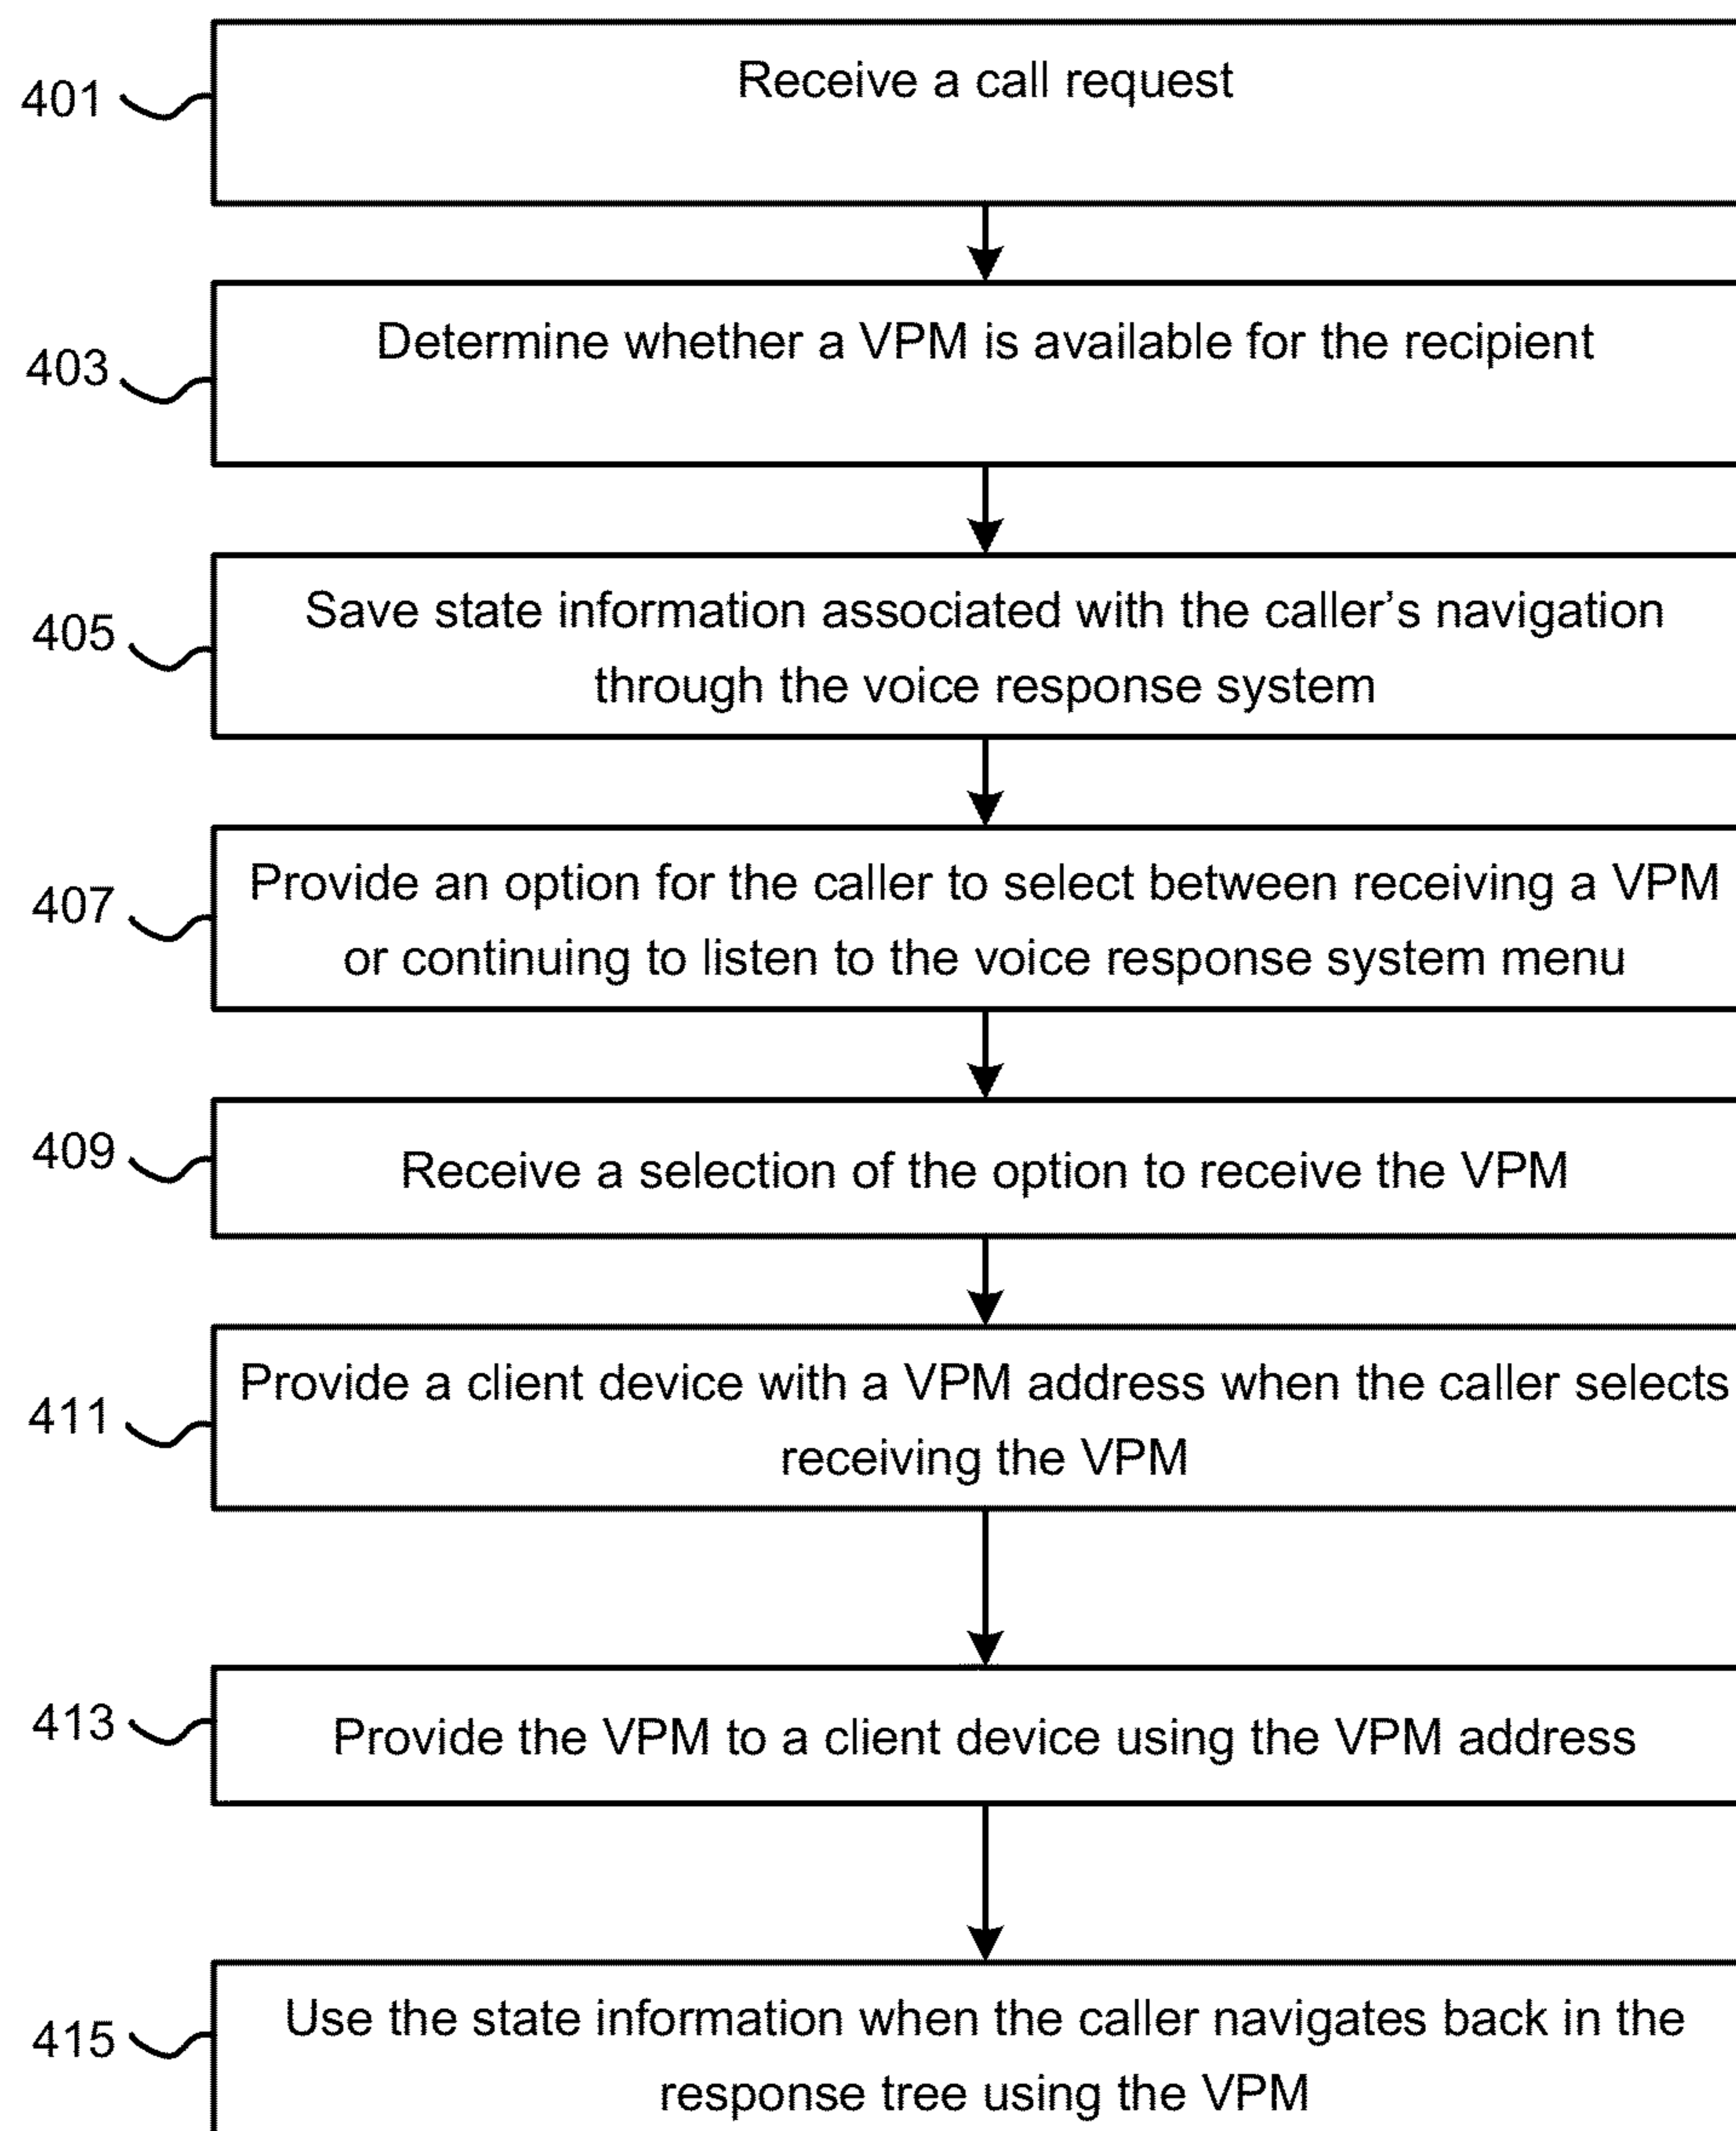 Receive a call request
401
Determine whether a VPM is available for the recipient
403
Save state information associated with the caller’s navigation
405
through the voice response system
Provide an option for the caller to select between receiving a VPM
407
or continuing to listen to the voice response system menu
409
Receive a selection of the option to receive the VPM
Provide a client device with a VPM address when the caller selects
411
receiving the VPM
413
Provide the VPM to a client device using the VPM address
Use the state information when the caller navigates back in the
415
response tree using the VPM